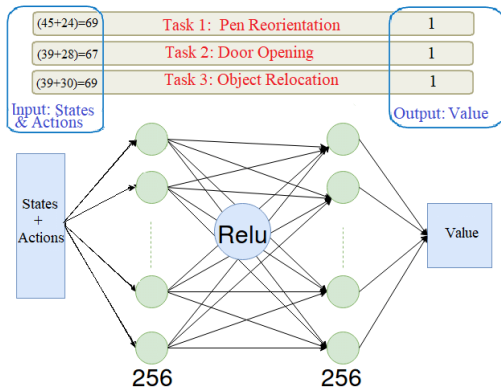 (45+24)=69 Task 1: Pen Reorientation 1
(39+28)=67 Task 2: Door Opening 1
(39+30)=69 Task 3: Object Relocation 1
Input: States
& Actions
Output: Value
States
+
Actions
Relu
Value
256
256